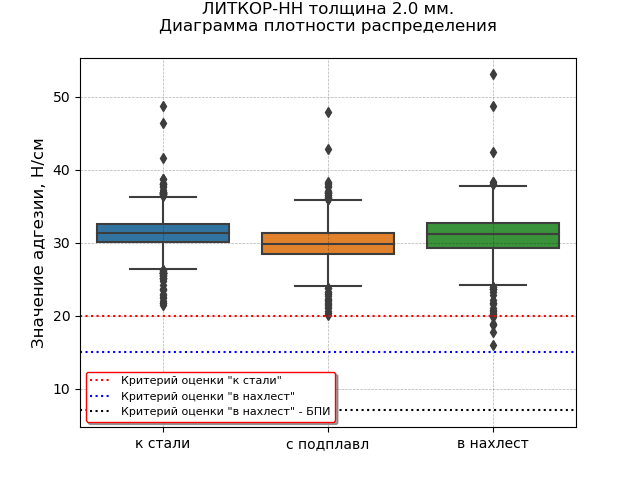 ЛИТКОР-НН толщина 2.0 мм.
Диаграмма плотности распределения
Значение адгезии, Н/см
50
40
30
20
10
Критерий оценки "к стали"
Критерий оценки "в нахлест"
Критерий оценки "в нахлест" - БПИ
к стали
с подплавл
в нахлест